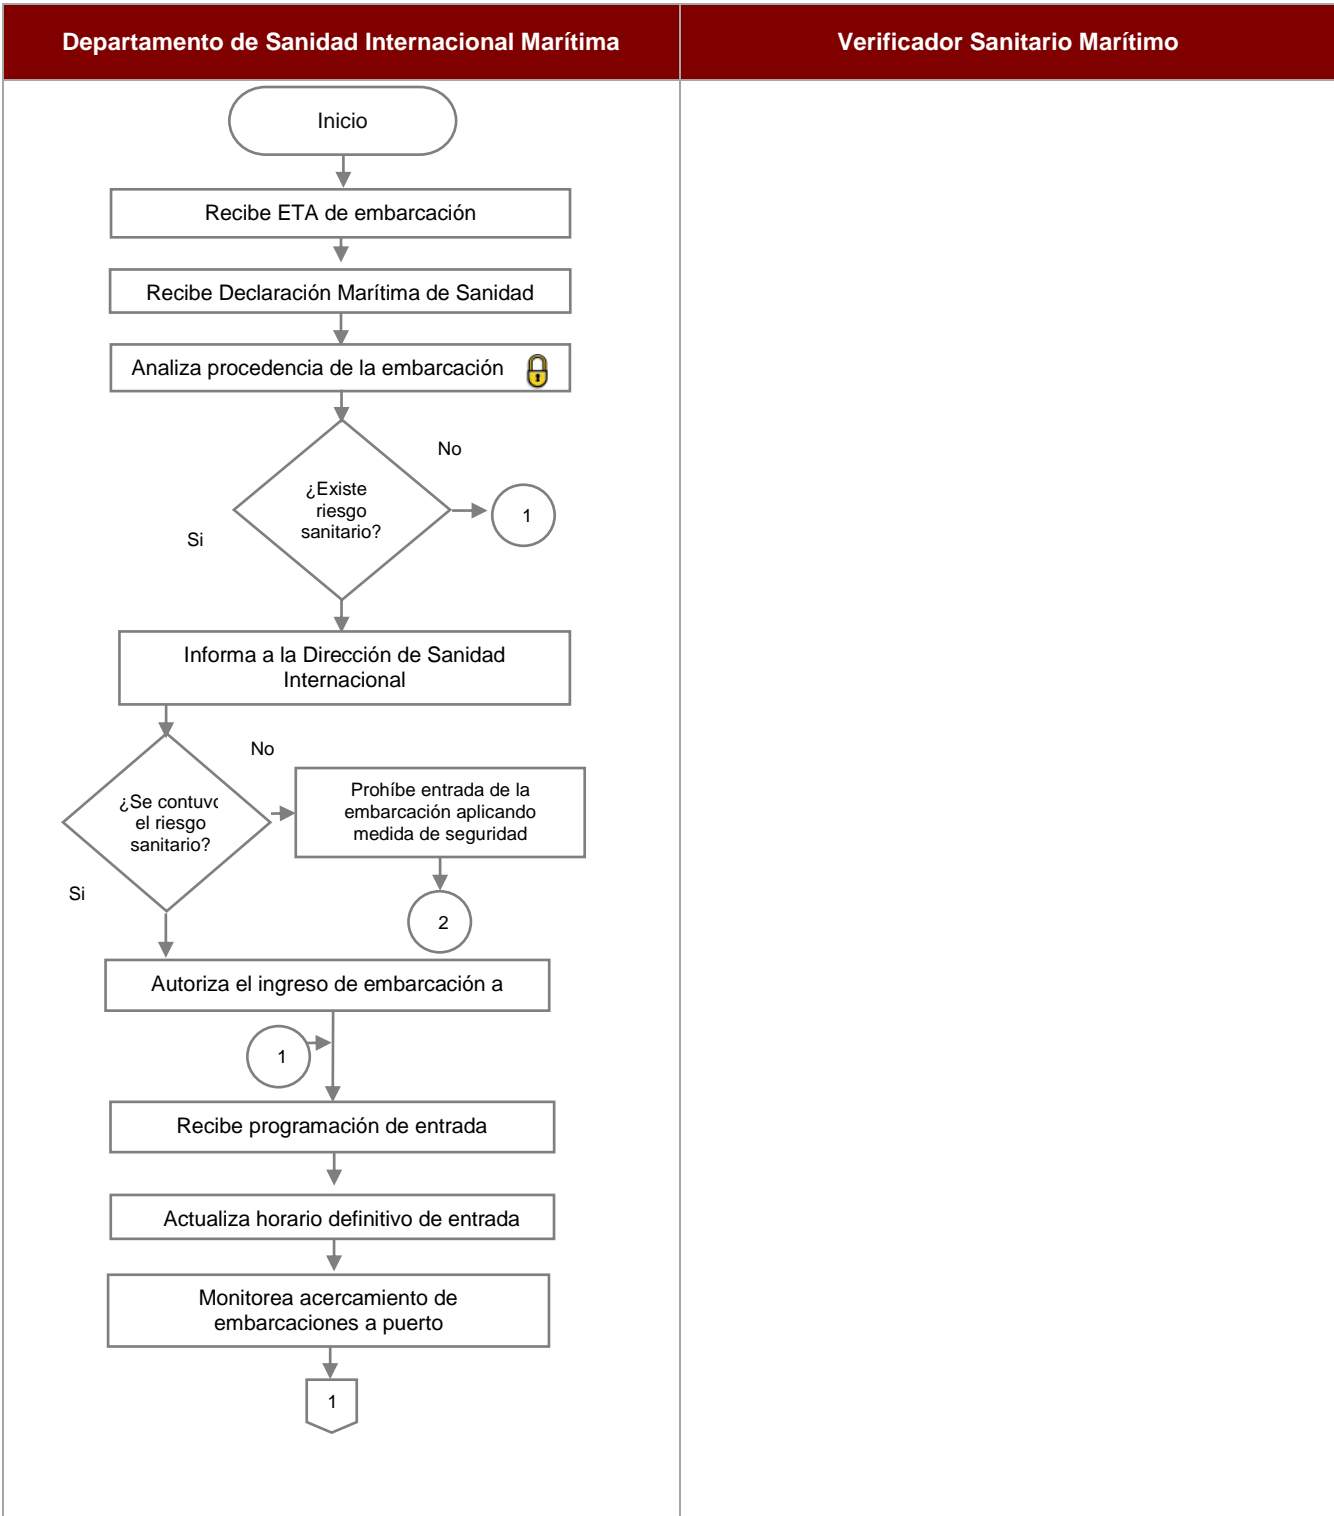 Departamento de Sanidad Internacional Marítima
Verificador Sanitario Marítimo
Inicio
Recibe ETA de embarcación
Recibe Declaración Marítima de Sanidad
Analiza procedencia de la embarcación
No
¿Existe
riesgo
sanitario?
1
Si
Informa a la Dirección de Sanidad
Internacional
No
¿Se contuvo
el riesgo
sanitario?
Prohíbe entrada de la
embarcación aplicando
medida de seguridad
Si
2
Autoriza el ingreso de embarcación a
1
Recibe programación de entrada
Actualiza horario definitivo de entrada
Monitorea acercamiento de
embarcaciones a puerto
1